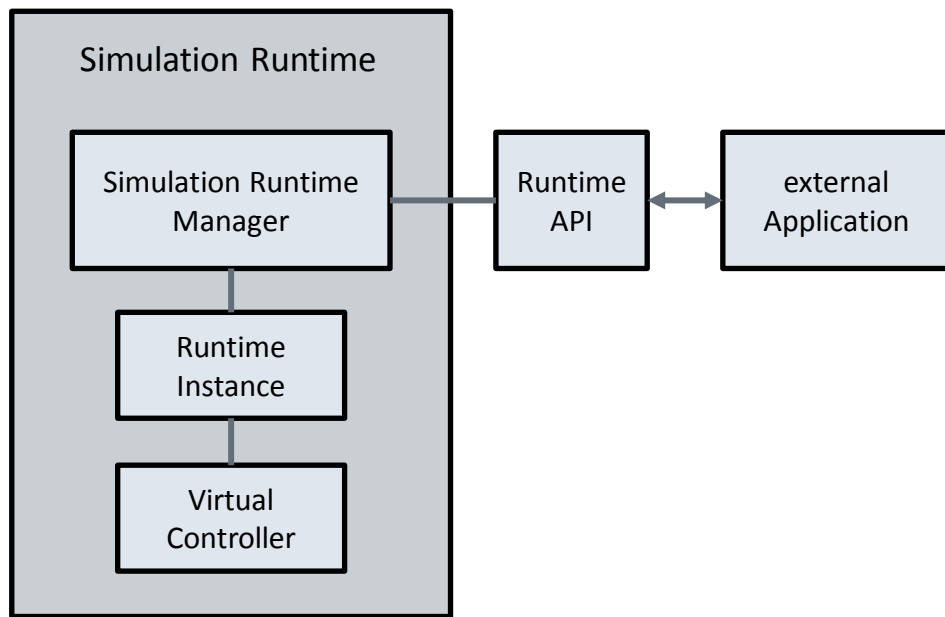 Simulation Runtime
Simulation Runtime
Manager
Runtime
API
external
Application
Runtime
Instance
Virtual
Controller